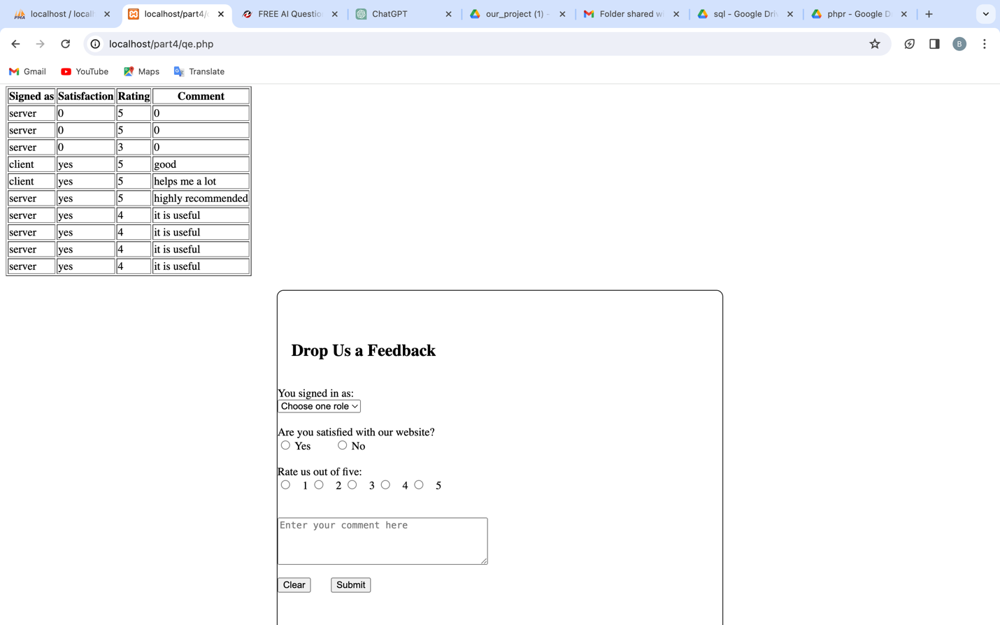 localhost / localh
localhost/part4/
FREE AI Questio
ChatGPT
our_project (1) -
Folder shared w
sql - Google Dri
phpr - Google D
localhost/part4/qe.php
B
Gmail
YouTube
Maps
Translate
Signed as Satisfaction Rating Comment
server 0 5 0
server 0 5 0
server 0 3 0
client yes 5 good
client yes 5 helps me a lot
server yes 5 highly recommended
server yes 4 it is useful
server yes 4 it is useful
server yes 4 it is useful
server yes 4 it is useful
Drop Us a Feedback
You signed in as:
Choose one role
Are you satisfied with our website?
Yes No
Rate us out of five:
1 2 3 4 5
Enter your comment here
Clear Submit